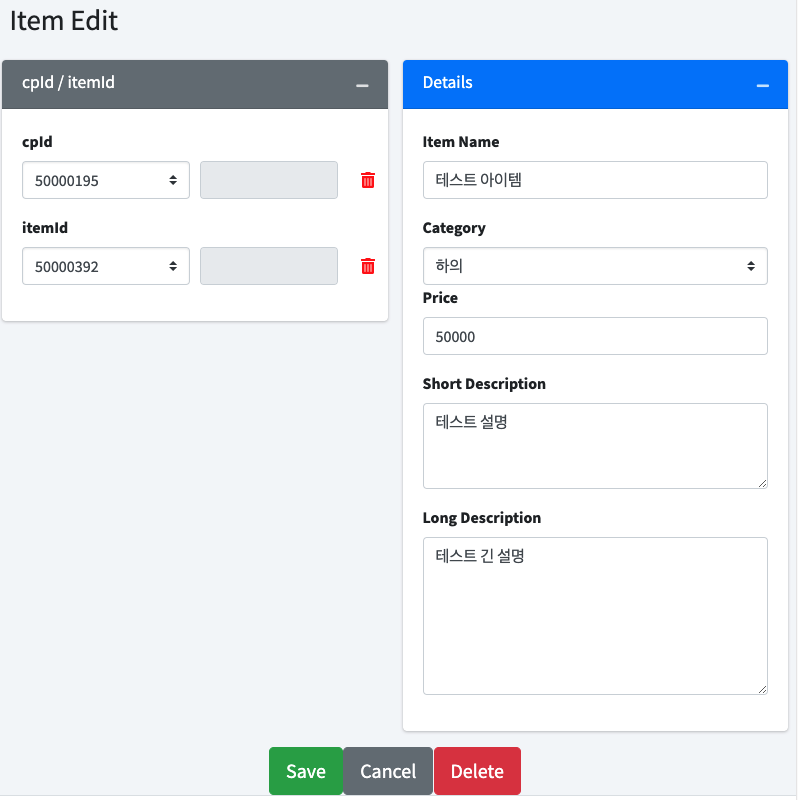 Item Edit
cpId / itemId
cpId
50000195
itemId
50000392
Details
Item Name
테스트 아이템
Category
하의
Price
50000
Short Description
테스트 설명
Long Description
테스트 긴 설명
Save Cancel Delete